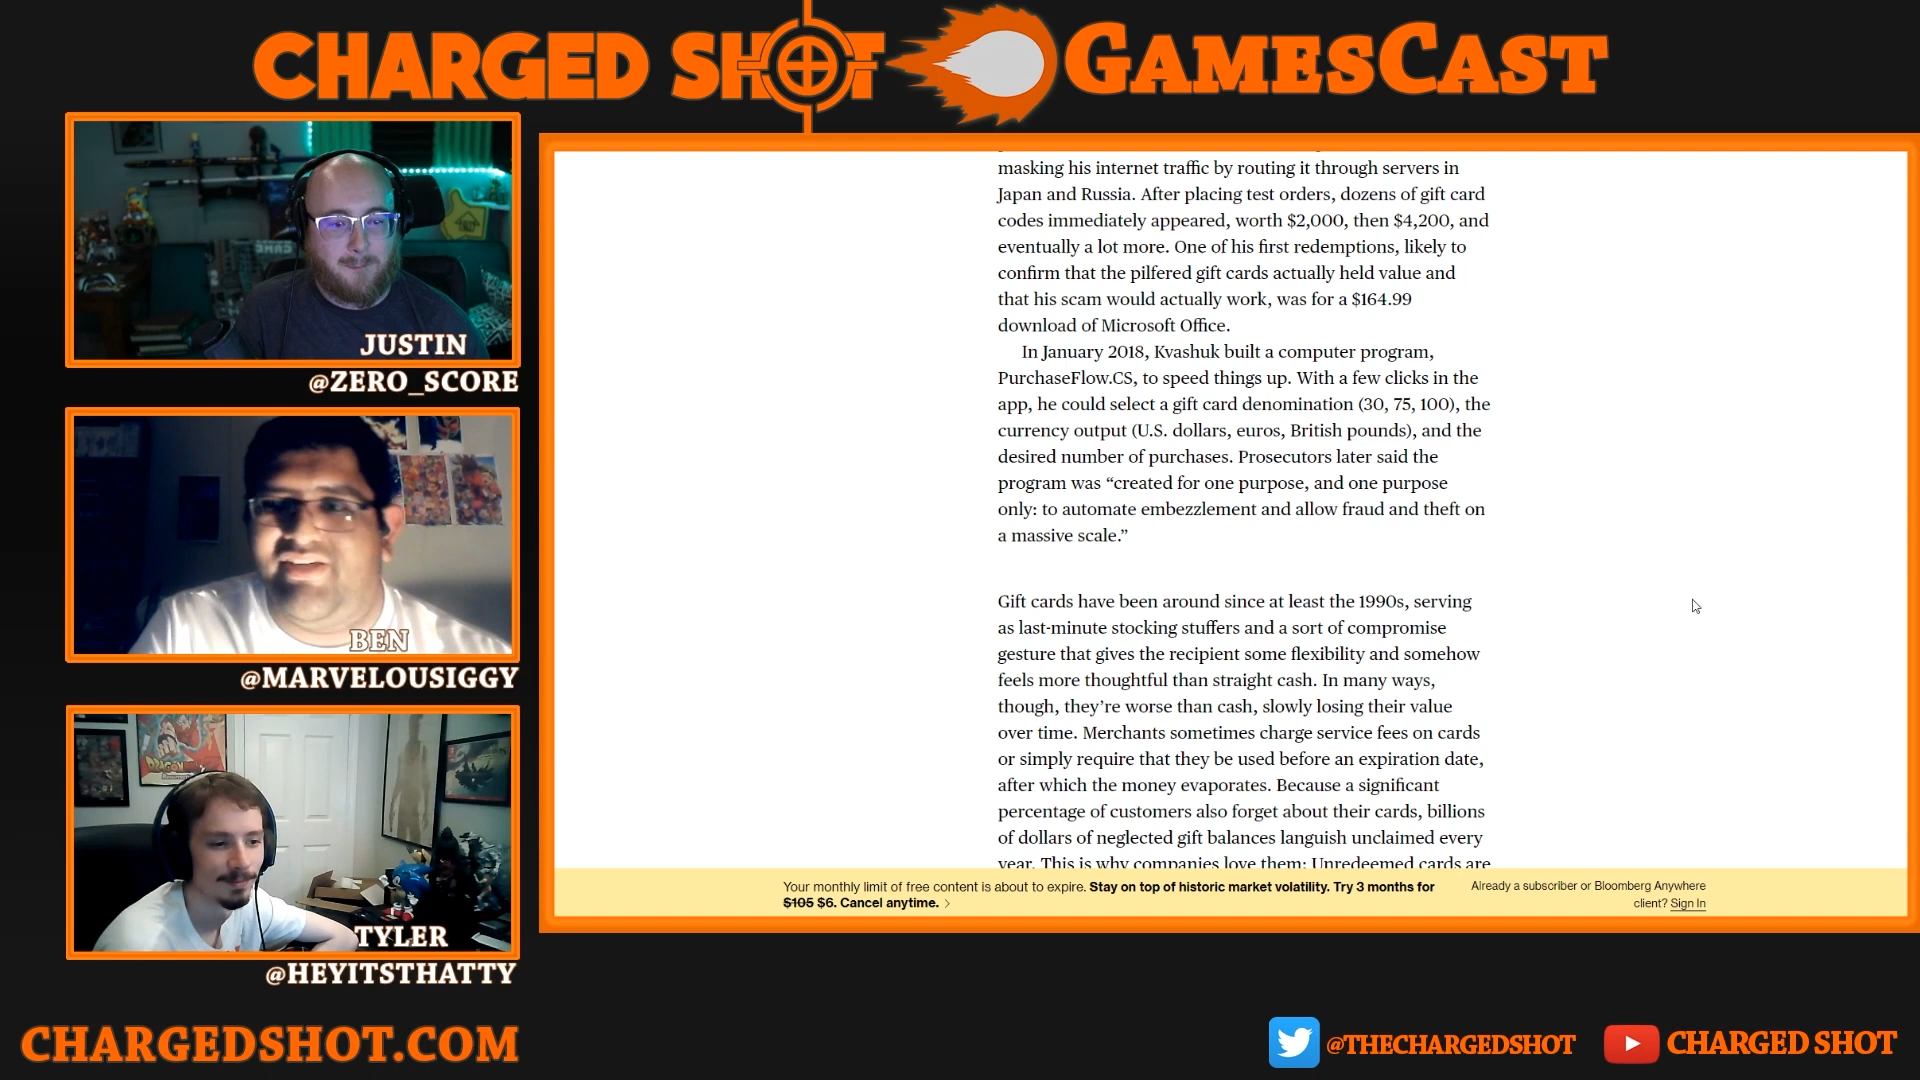 CHARGED SHOT GAMESCAST
JUSTIN
@ZERO_SCORE
BEN
@MARVELOUSIGGY
DRAGON
TYLER
@HEYITSTHATTY
masking his internet traffic by routing it through servers in
Japan and Russia. After placing test orders, dozens of gift card
codes immediately appeared, worth $2,000, then $4,200, and
eventually a lot more. One of his first redemptions, likely to
confirm that the pilfered gift cards actually held value and
that his scam would actually work, was for a $164.99
download of Microsoft Office.
In January 2018, Kvashuk built a computer program,
PurchaseFlow.CS, to speed things up. With a few clicks in the
app, he could select a gift card denomination (30, 75, 100), the
currency output (U.S. dollars, euros, British pounds), and the
desired number of purchases. Prosecutors later said the
program was “created for one purpose, and one purpose
only: to automate embezzlement and allow fraud and theft on
a massive scale.”
Gift cards have been around since at least the 1990s, serving
as last-minute stocking stuffers and a sort of compromise
gesture that gives the recipient some flexibility and somehow
feels more thoughtful than straight cash. In many ways,
though, they’re worse than cash, slowly losing their value
over time. Merchants sometimes charge service fees on cards
or simply require that they be used before an expiration date,
after which the money evaporates. Because a significant
percentage of customers also forget about their cards, billions
of dollars of neglected gift balances languish unclaimed every
year. This is why companies love them: Unredeemed cards are
Your monthly limit of free content is about to expire. Stay on top of historic market volatility. Try 3 months for
$105 $6. Cancel anytime. >
Already a subscriber or Bloomberg Anywhere
client? Sign In
CHARGEDSHOT.COM
@THECHARGEDSHOT
CHARGED SHOT